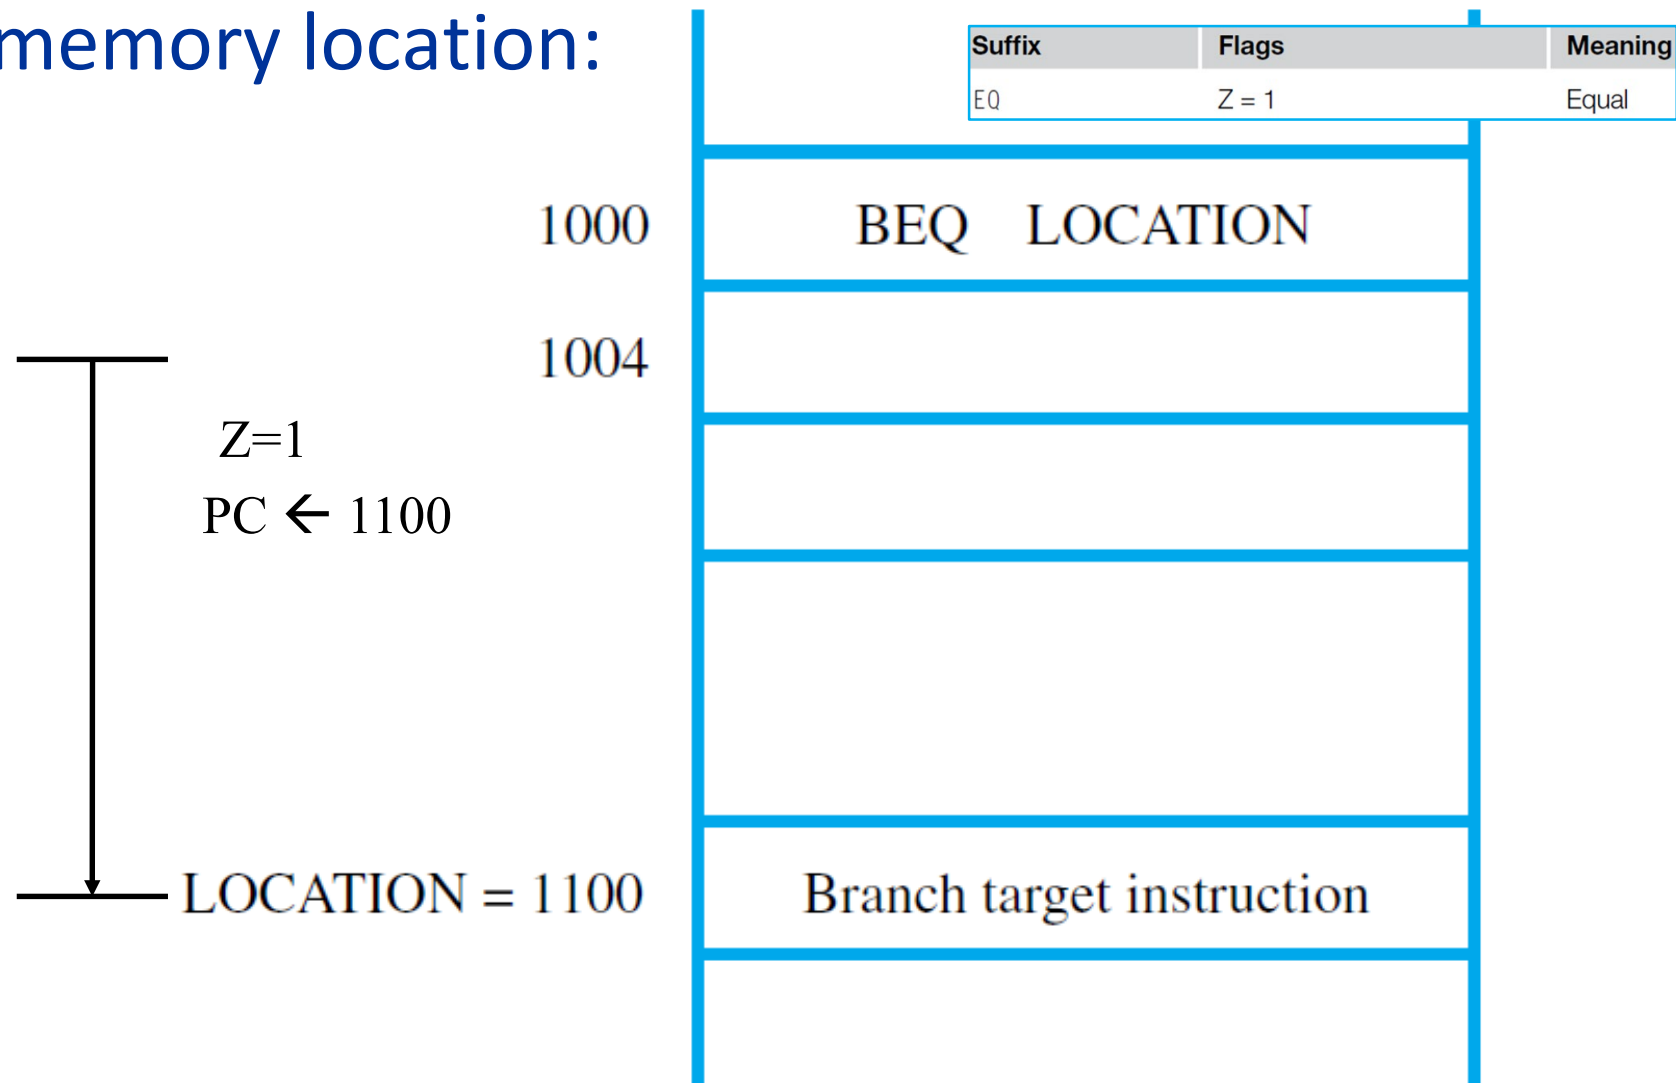 memory location:
Suffix Flags Meaning
EQ Z = 1 Equal
1000 BEQ LOCATION
1004
Z=1
PC ← 1100
LOCATION = 1100 Branch target instruction